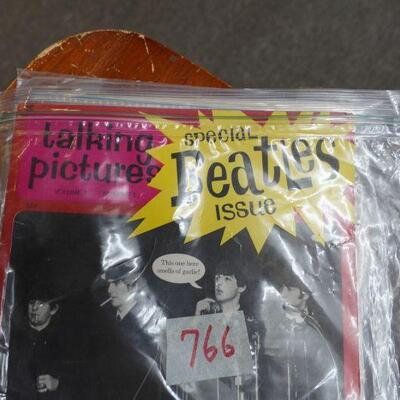 talking
pictures
special
Beatles
ISSUE
This one here
smells of garlic!
766